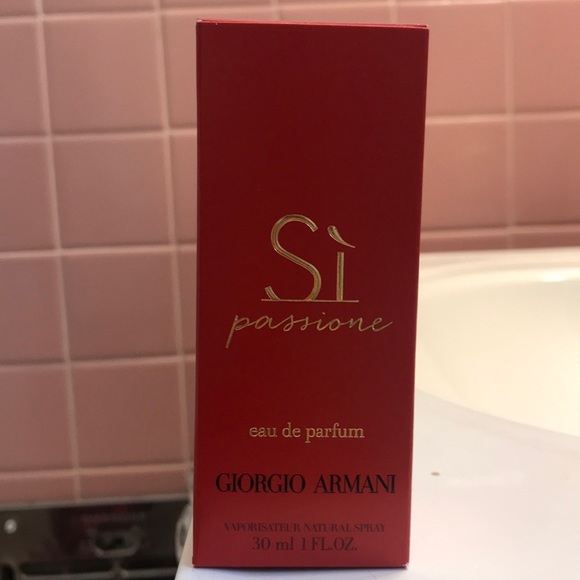 Sì
passione
eau de parfum
GIORGIO ARMANI
VAPORISATEUR NATURAL SPRAY
30 ml 1 FL.OZ.